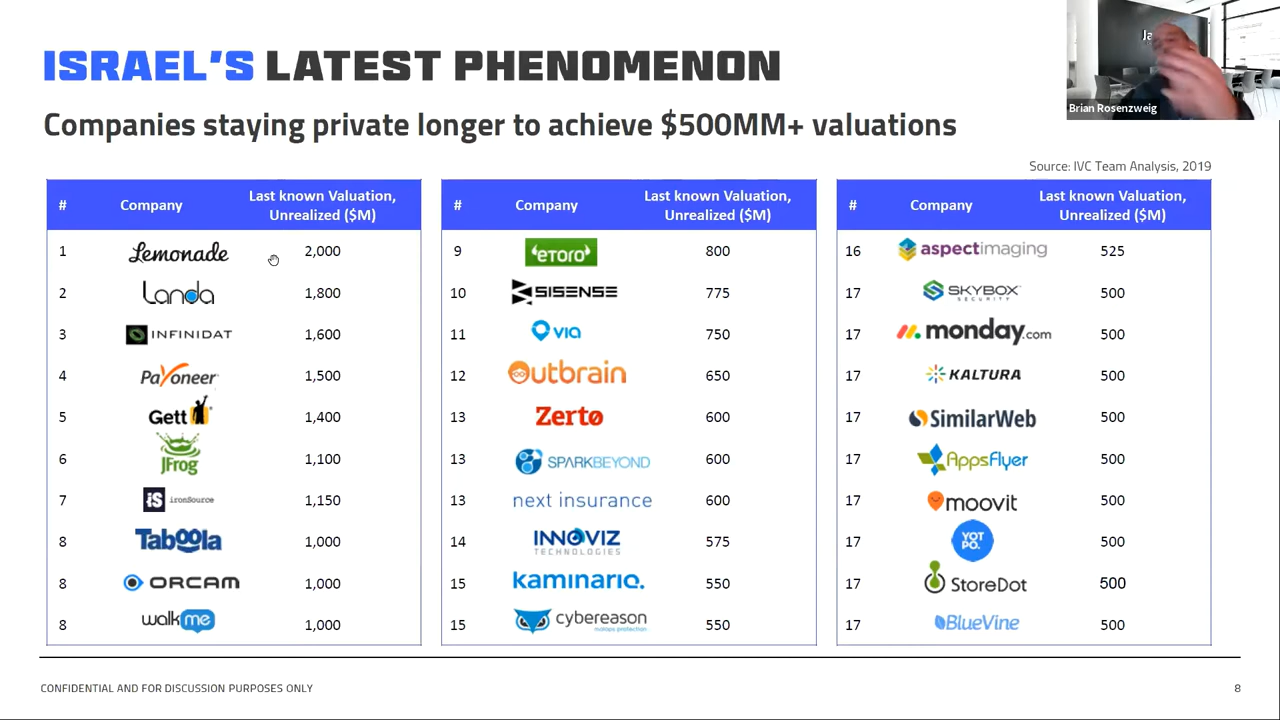 ISRAEL'S LATEST PHENOMENON
Companies staying private longer to achieve $500MM+ valuations
Brian Rosenzweig
Source: IVC Team Analysis, 2019
# Company Last known Valuation, Unrealized ($M)
1 Lemonade 2,000
2 Landa 1,800
3 INFINIDAT 1,600
4 Payoneer 1,500
5 Gett 1,400
6 JFrog 1,100
7 iS ironSource 1,150
8 Taboola 1,000
8 ORCAM 1,000
8 walkme 1,000
# Company Last known Valuation, Unrealized ($M)
9 eToro 800
10 SISENSE 775
11 VIA 750
12 Outbrain 650
13 Zerto 600
13 SPARKBEYOND 600
13 next insurance 600
14 INNOVIZ TECHNOLOGIES 575
15 kaminario. 550
15 cybereason 550
# Company Last known Valuation, Unrealized ($M)
16 aspectimaging 525
17 SKYBOX SECURITY 500
17 monday.com 500
17 KALTURA 500
17 SimilarWeb 500
17 AppsFlyer 500
17 moovit 500
17 YOTPO. 500
17 StoreDot 500
17 BlueVine 500
CONFIDENTIAL AND FOR DISCUSSION PURPOSES ONLY
8